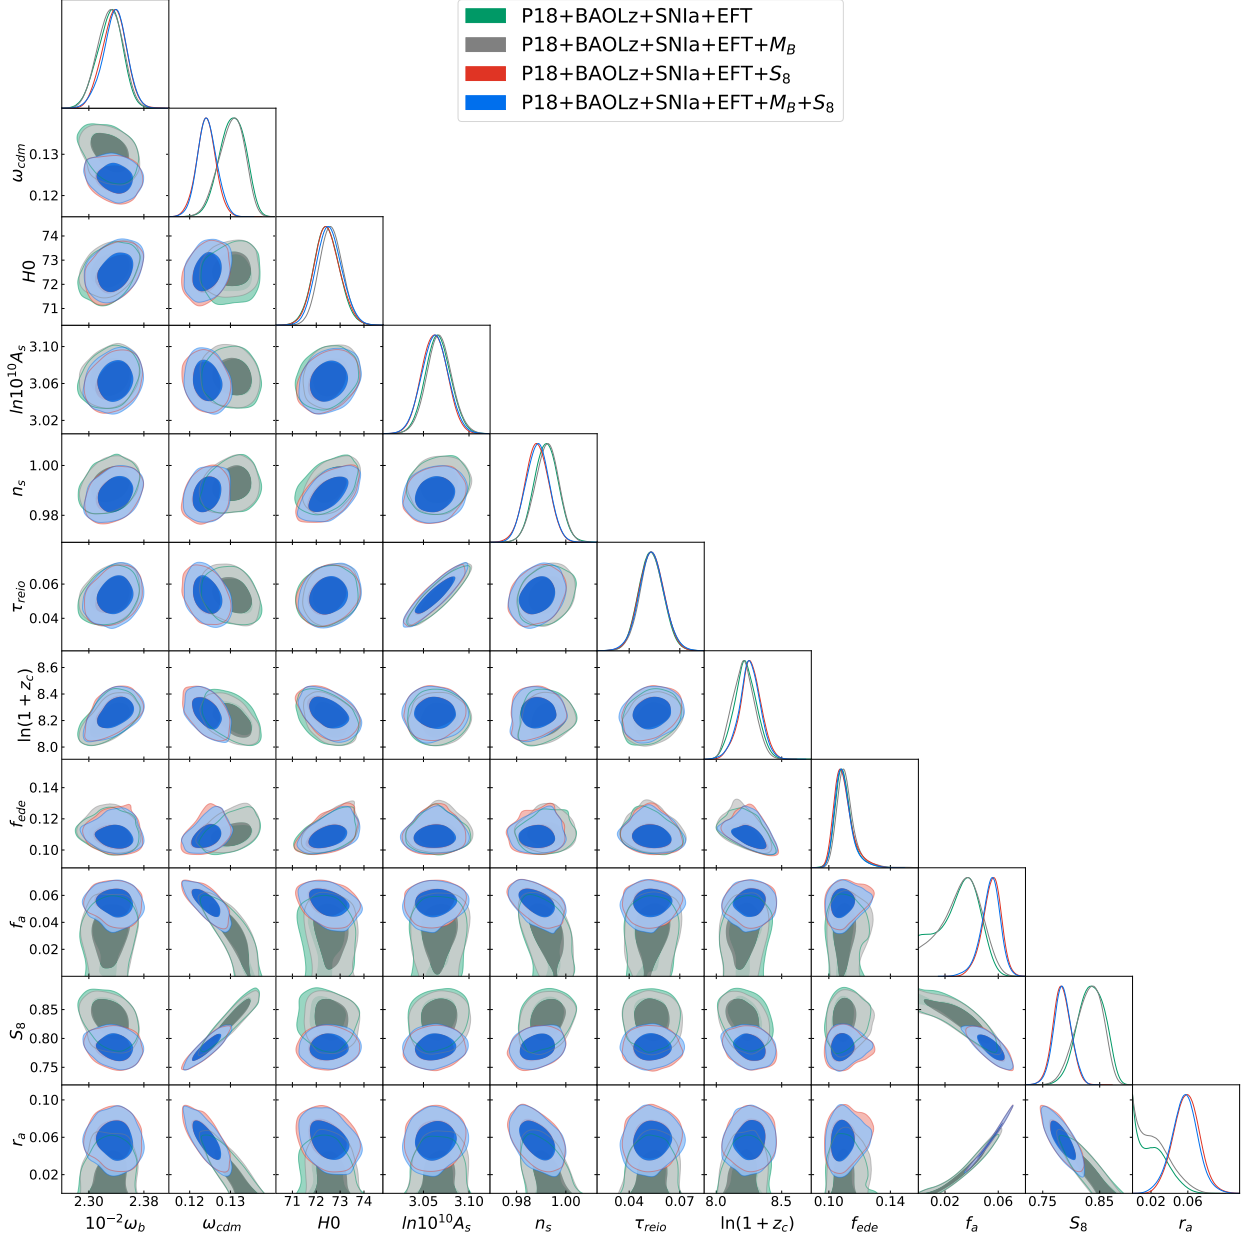 P18+BAOLz+SNIa+EFT
P18+BAOLz+SNIa+EFT+M_B
P18+BAOLz+SNIa+EFT+S_8
P18+BAOLz+SNIa+EFT+M_B+S_8
0.13
0.12
ω_cdm
74
73
72
71
H0
3.10
3.06
3.02
ln10^10A_s
1.00
0.98
n_s
0.06
0.04
τ_reio
8.6
8.4
8.2
8.0
ln(1+z_c)
0.14
0.12
0.10
f_ede
0.06
0.04
0.02
f_a
0.85
0.80
0.75
S_8
0.10
0.06
0.02
r_a
2.30 2.38 0.12 0.13 71 72 73 74 3.05 3.10 0.98 1.00 0.04 0.07 8.0 8.5 0.10 0.14 0.02 0.06 0.75 0.85 0.02 0.06
10^-2ω_b ω_cdm H0 ln10^10A_s n_s τ_reio ln(1+z_c) f_ede f_a S_8 r_a